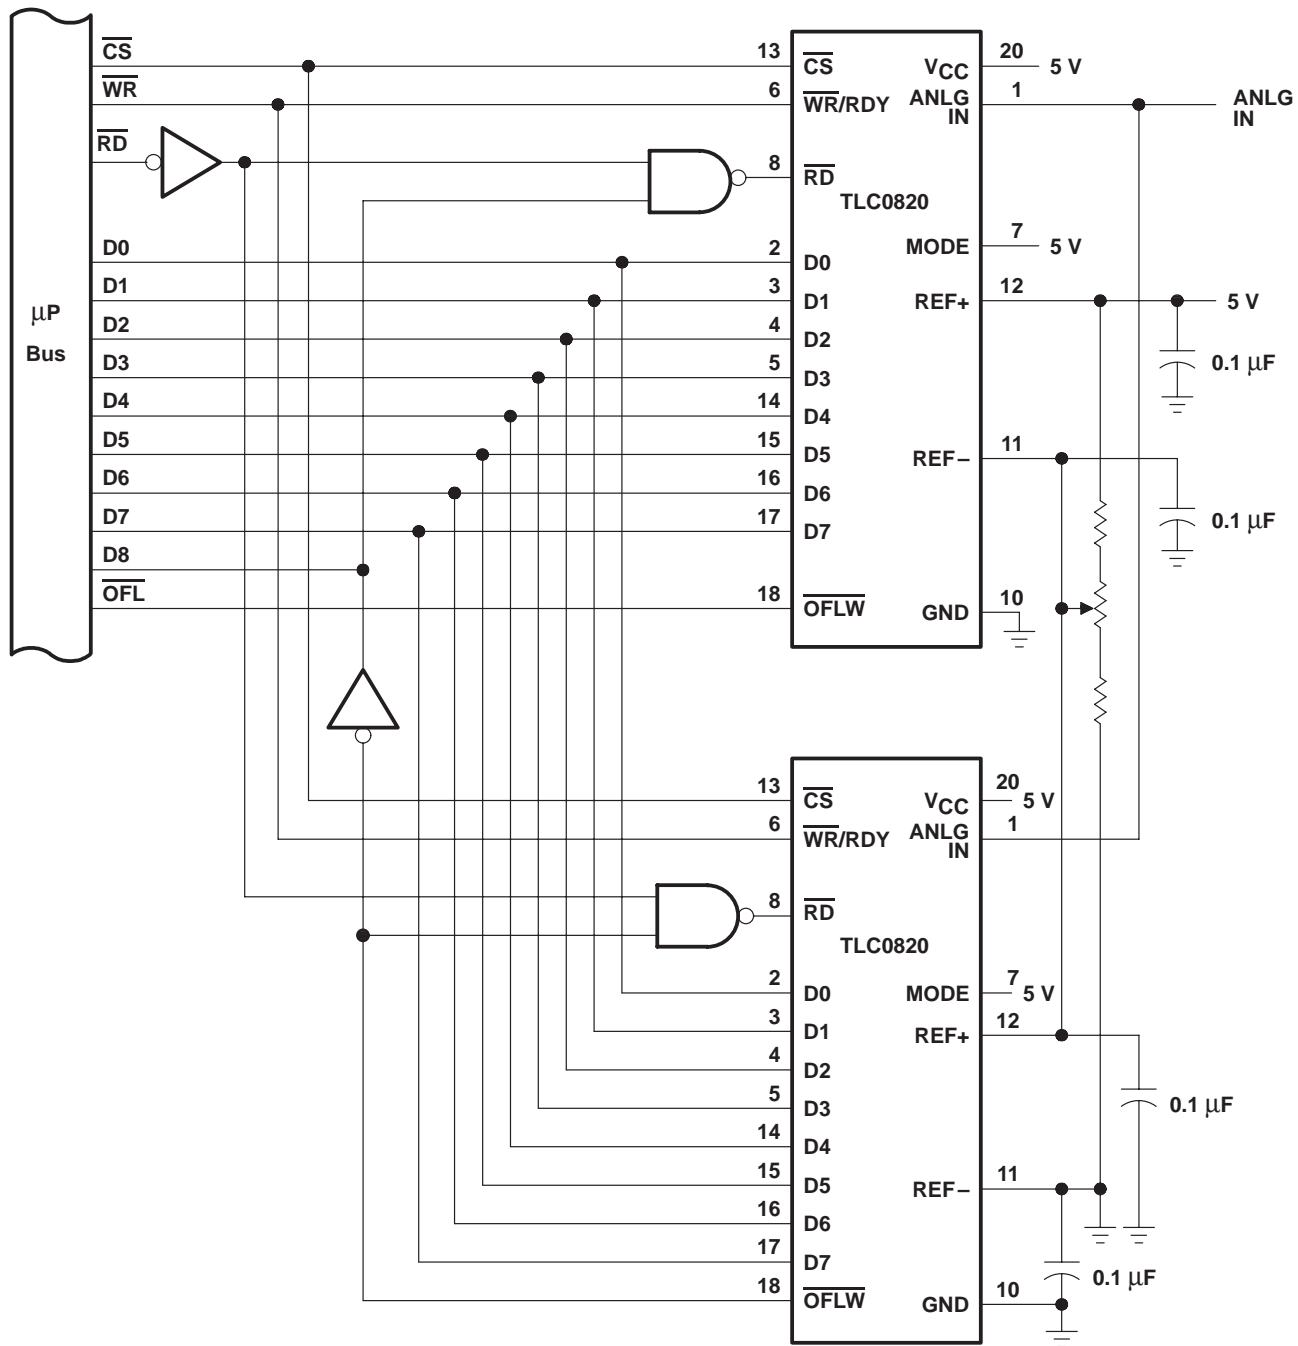 μP
Bus
CS
WR
RD
D0
D1
D2
D3
D4
D5
D6
D7
D8
OFL
13
6
8
2
3
4
5
14
15
16
17
18
CS
WR/RDY
RD
TLC0820
D0
D1
D2
D3
D4
D5
D6
D7
OFLW
VCC
ANLG
IN
MODE
REF+
REF–
GND
20
5 V
1
ANLG
IN
7
5 V
12
5 V
0.1 μF
11
0.1 μF
10
13
6
8
2
3
4
5
14
15
16
17
18
CS
WR/RDY
RD
TLC0820
D0
D1
D2
D3
D4
D5
D6
D7
OFLW
VCC
ANLG
IN
MODE
REF+
REF–
GND
20
5 V
1
7
5 V
12
0.1 μF
11
0.1 μF
10